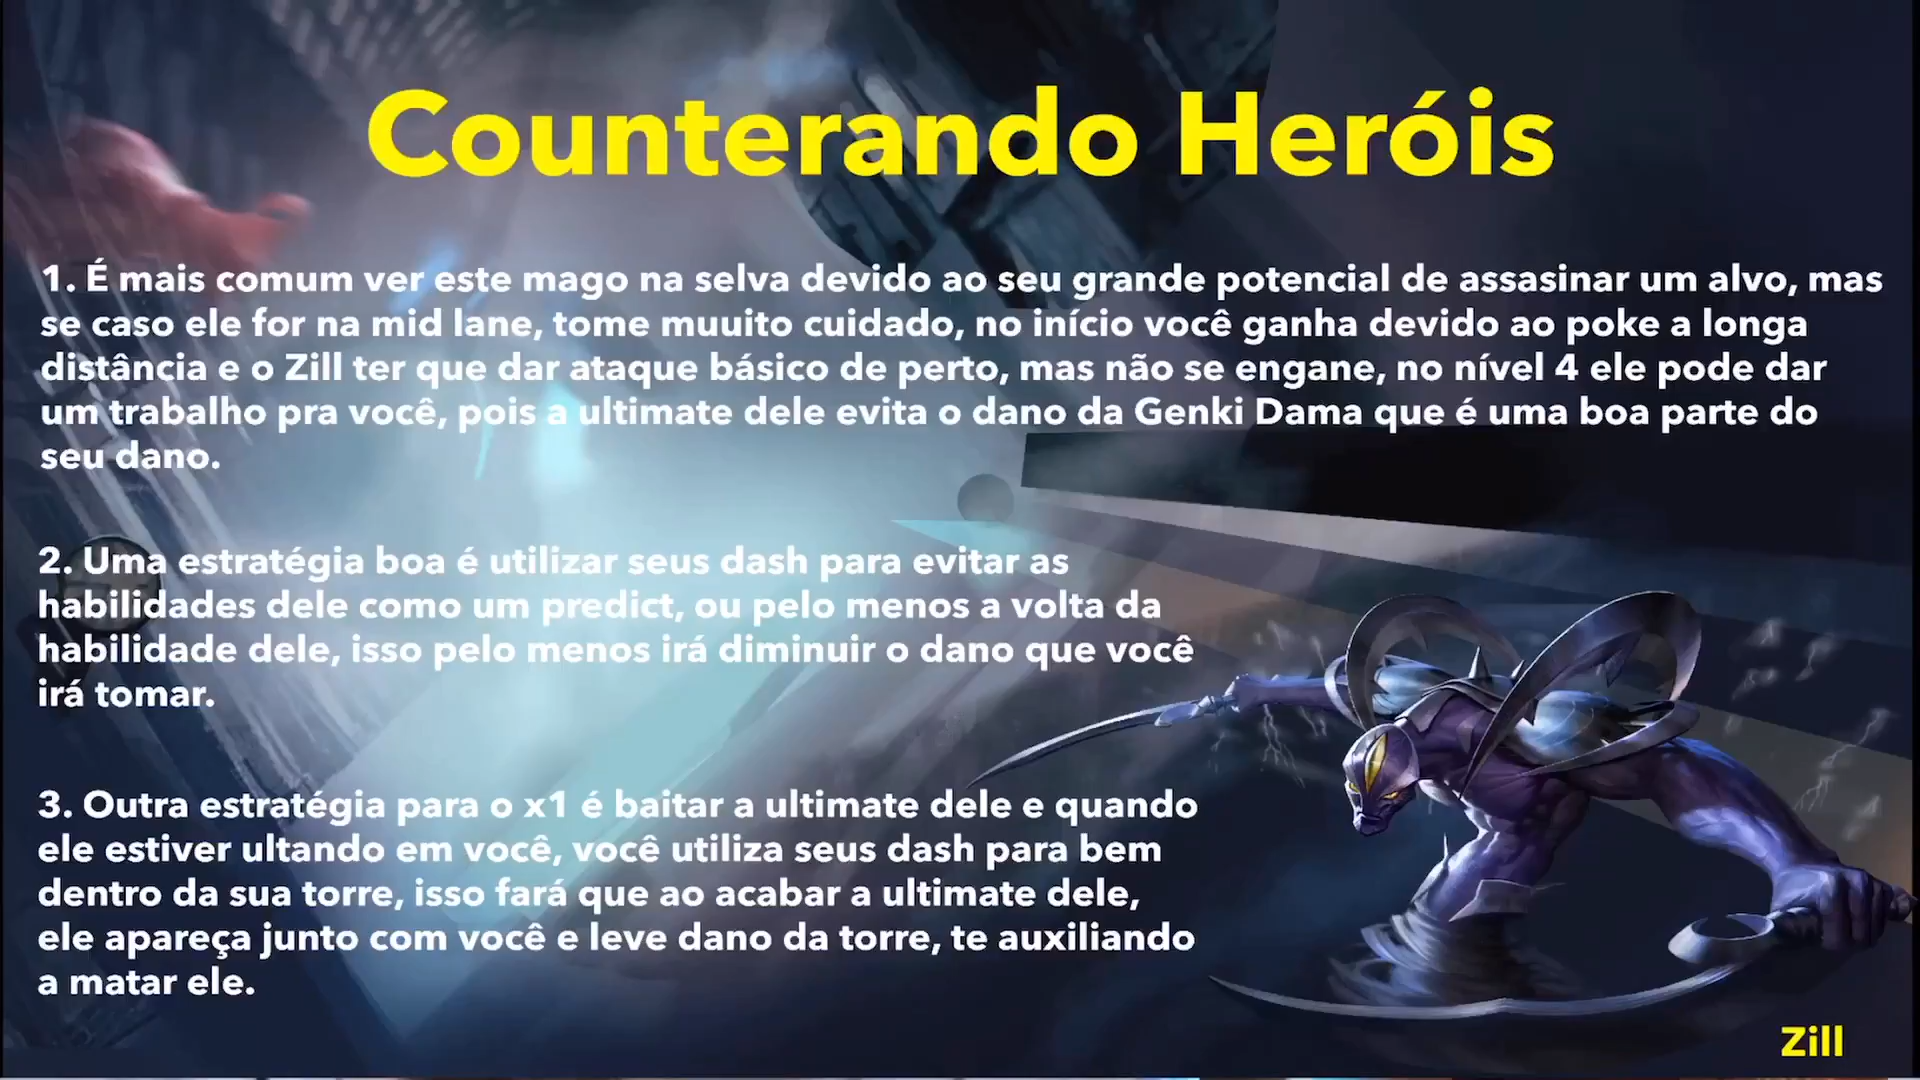 Counterando Heróis
1. É mais comum ver este mago na selva devido ao seu grande potencial de assasinar um alvo, mas
se caso ele for na mid lane, tome muuito cuidado, no início você ganha devido ao poke a longa
distância e o Zill ter que dar ataque básico de perto, mas não se engane, no nível 4 ele pode dar
um trabalho pra você, pois a ultimate dele evita o dano da Genki Dama que é uma boa parte do
seu dano.
2. Uma estratégia boa é utilizar seus dash para evitar as
habilidades dele como um predict, ou pelo menos a volta da
habilidade dele, isso pelo menos irá diminuir o dano que você
irá tomar.
3. Outra estratégia para o x1 é baitar a ultimate dele e quando
ele estiver ultando em você, você utiliza seus dash para bem
dentro da sua torre, isso fará que ao acabar a ultimate dele,
ele apareça junto com você e leve dano da torre, te auxiliando
a matar ele.
Zill